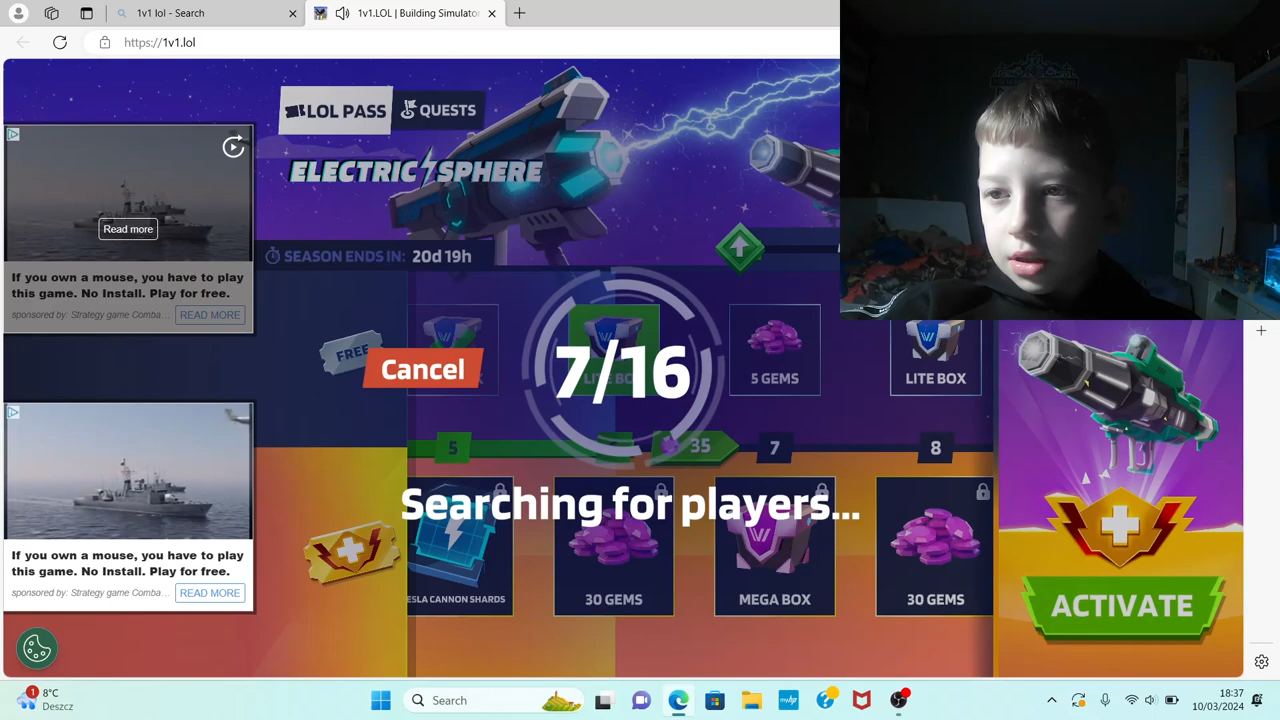 1v1 lol - Search
1V1.LOL | Building Simulator
https://1v1.lol
LOL PASS
QUESTS
ELECTRIC SPHERE
SEASON ENDS IN: 20d 19h
Read more
If you own a mouse, you have to play
this game. No Install. Play for free.
sponsored by: Strategy game Comba...
READ MORE
FREE
Cancel
7/16
5 GEMS
LITE BOX
5
35
7
8
Searching for players...
ESLA CANNON SHARDS
30 GEMS
MEGA BOX
30 GEMS
ACTIVATE
If you own a mouse, you have to play
this game. No Install. Play for free.
sponsored by: Strategy game Comba...
READ MORE
1
8°C
Deszcz
Search
18:37
10/03/2024